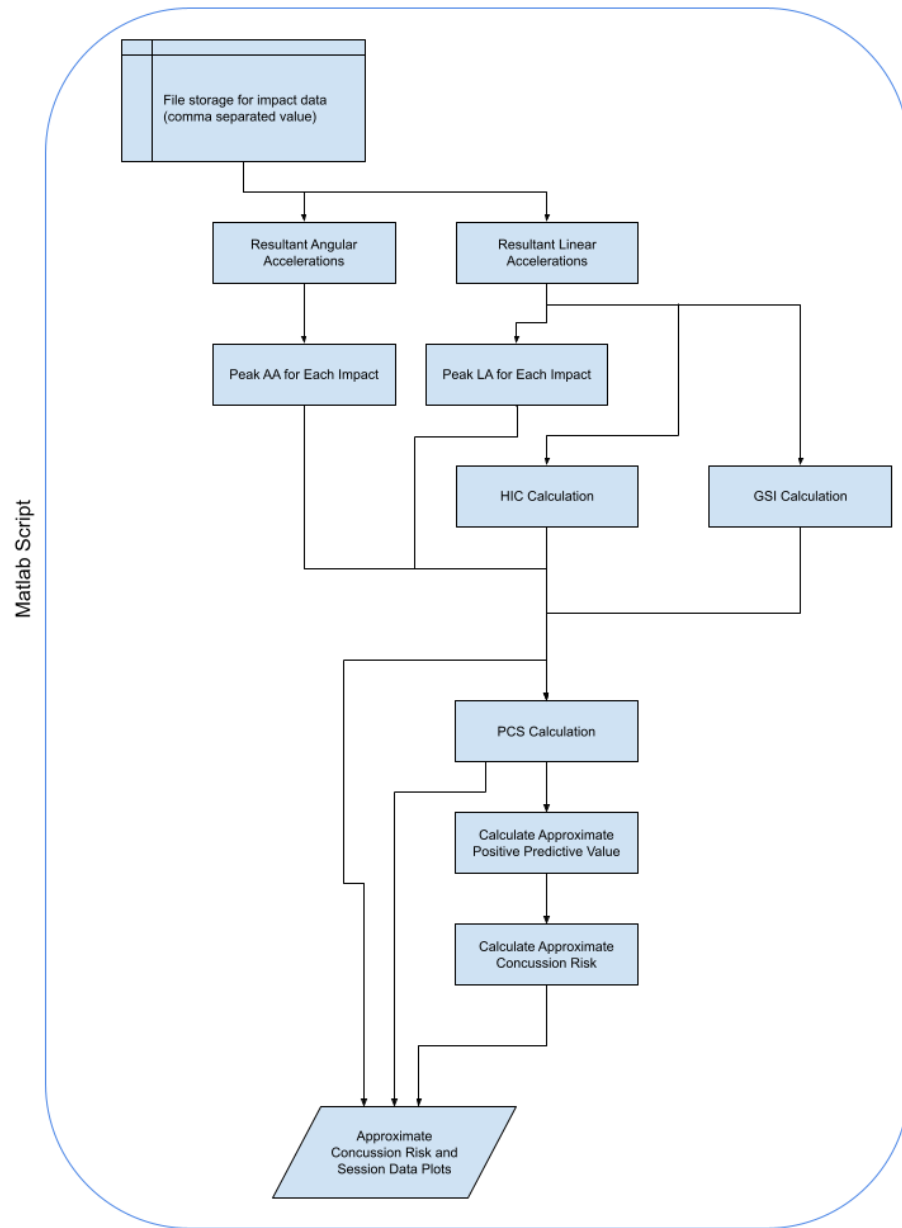 File storage for impact data
(comma separated value)
Resultant Angular
Accelerations
Resultant Linear
Accelerations
Peak AA for Each Impact
Peak LA for Each Impact
HIC Calculation
GSI Calculation
Matlab Script
PCS Calculation
Calculate Approximate
Positive Predictive Value
Calculate Approximate
Concussion Risk
Approximate
Concussion Risk and
Session Data Plots